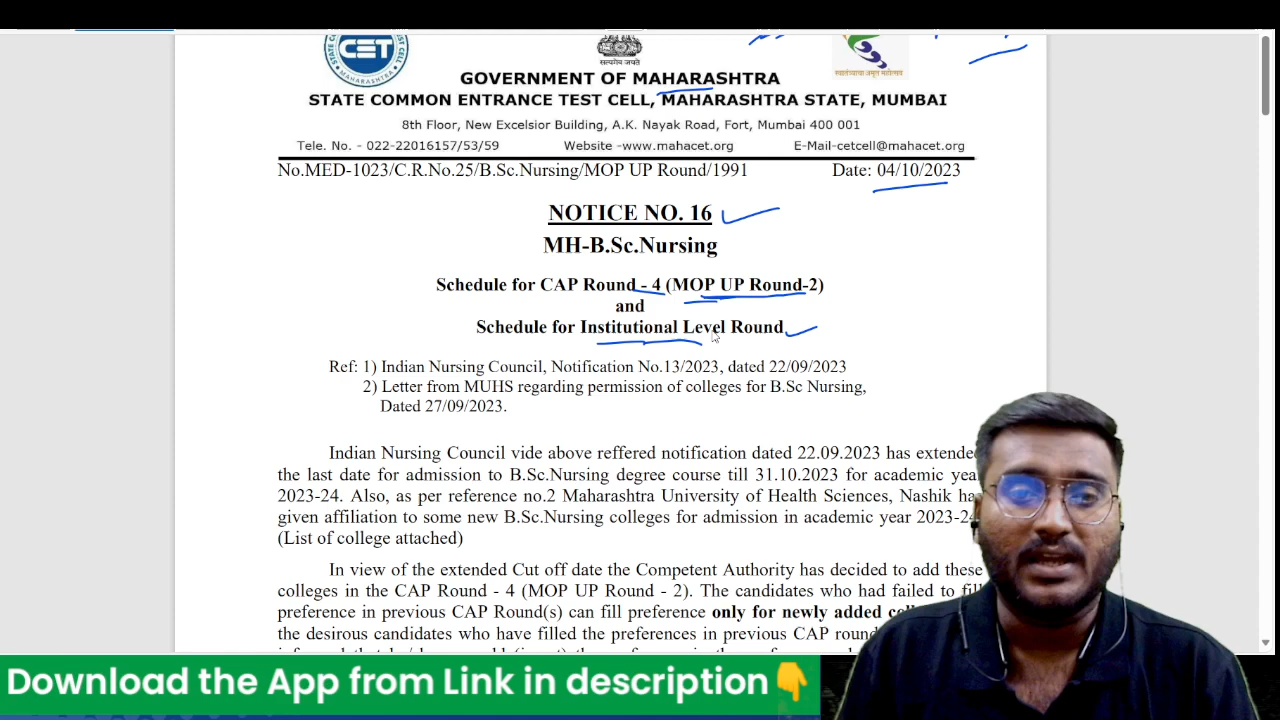 CET
MAHARASHTRA
सत्यमेव जयते
GOVERNMENT OF MAHARASHTRA
STATE COMMON ENTRANCE TEST CELL, MAHARASHTRA STATE, MUMBAI
8th Floor, New Excelsior Building, A.K. Nayak Road, Fort, Mumbai 400 001
Tele. No. - 022-22016157/53/59 Website -www.mahacet.org E-Mail-cetcell@mahacet.org
No.MED-1023/C.R.No.25/B.Sc.Nursing/MOP UP Round/1991 Date: 04/10/2023
NOTICE NO. 16
MH-B.Sc.Nursing
Schedule for CAP Round - 4 (MOP UP Round-2)
and
Schedule for Institutional Level Round
Ref: 1) Indian Nursing Council, Notification No.13/2023, dated 22/09/2023
2) Letter from MUHS regarding permission of colleges for B.Sc Nursing,
Dated 27/09/2023.
Indian Nursing Council vide above reffered notification dated 22.09.2023 has extended
the last date for admission to B.Sc.Nursing degree course till 31.10.2023 for academic year
2023-24. Also, as per reference no.2 Maharashtra University of Health Sciences, Nashik ha
given affiliation to some new B.Sc.Nursing colleges for admission in academic year 2023-24
(List of college attached)
In view of the extended Cut off date the Competent Authority has decided to add these
colleges in the CAP Round - 4 (MOP UP Round - 2). The candidates who had failed to fill
preference in previous CAP Round(s) can fill preference only for newly added
the desirous candidates who have filled the preferences in previous CAP round
Download the App from Link in description👇